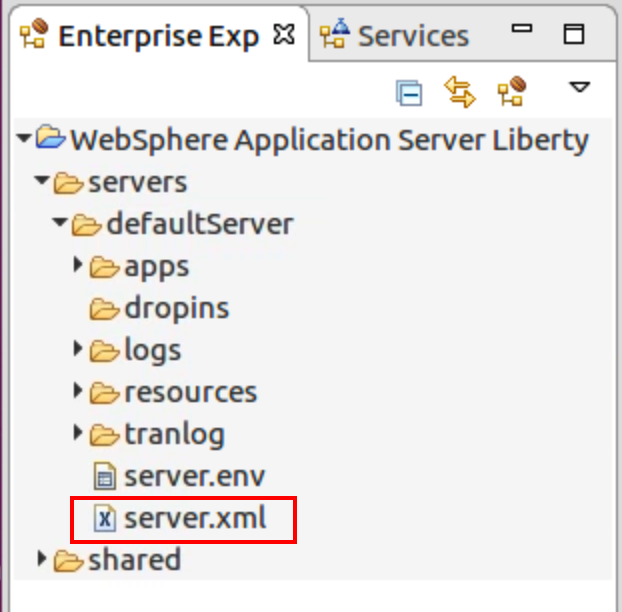 Enterprise Exp Services
WebSphere Application Server Liberty
servers
defaultServer
apps
dropins
logs
resources
tranlog
server.env
server.xml
shared